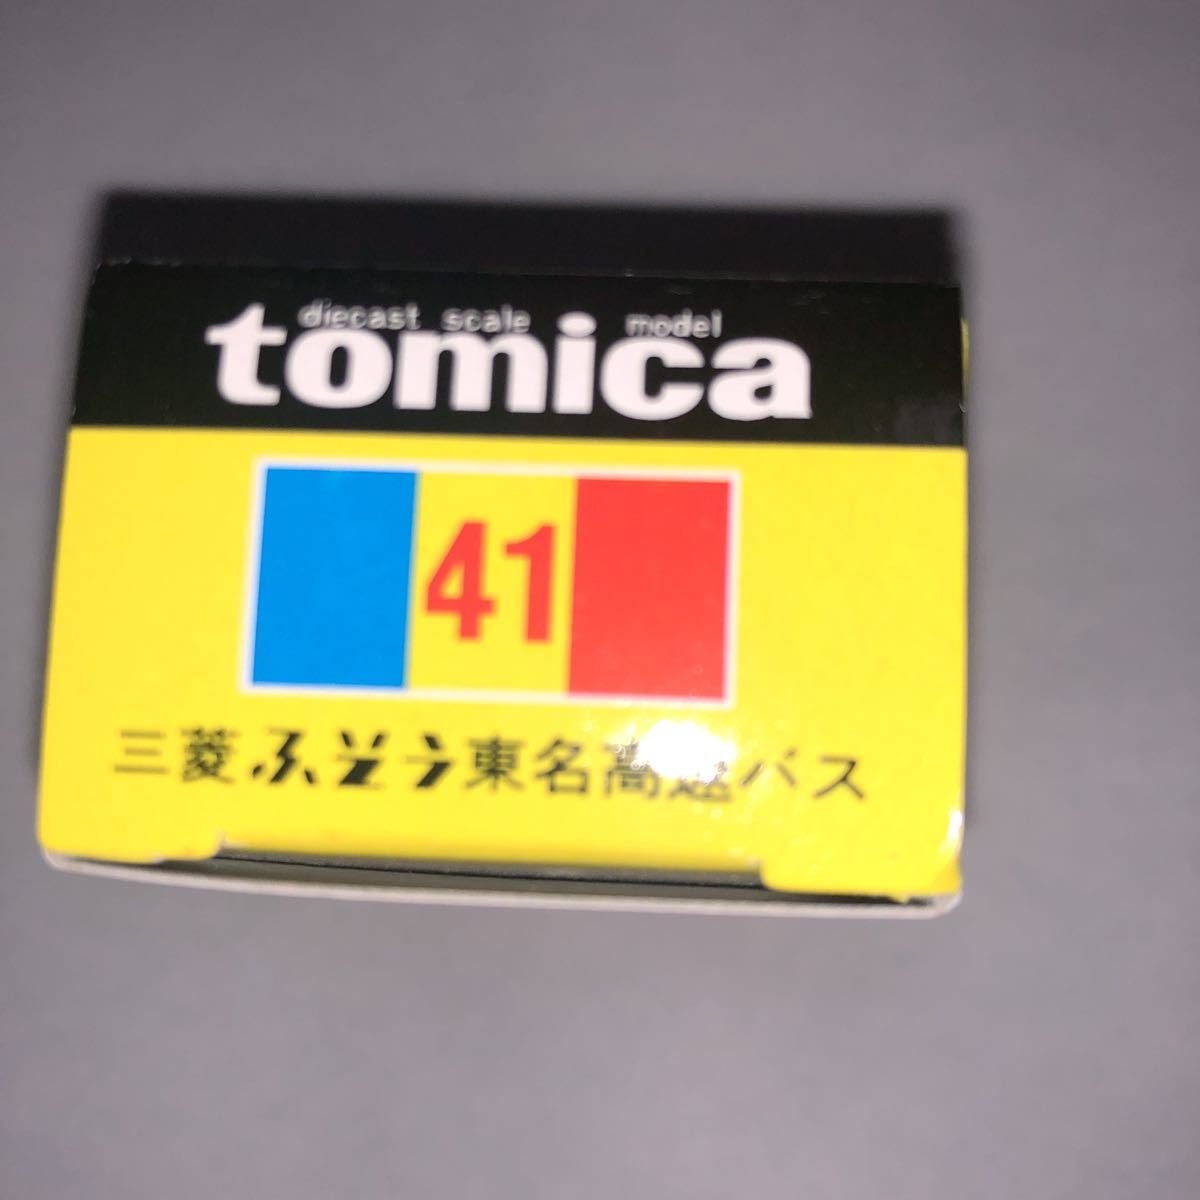 diecast scale model
tomica
41
三菱ふそう東名高速バス